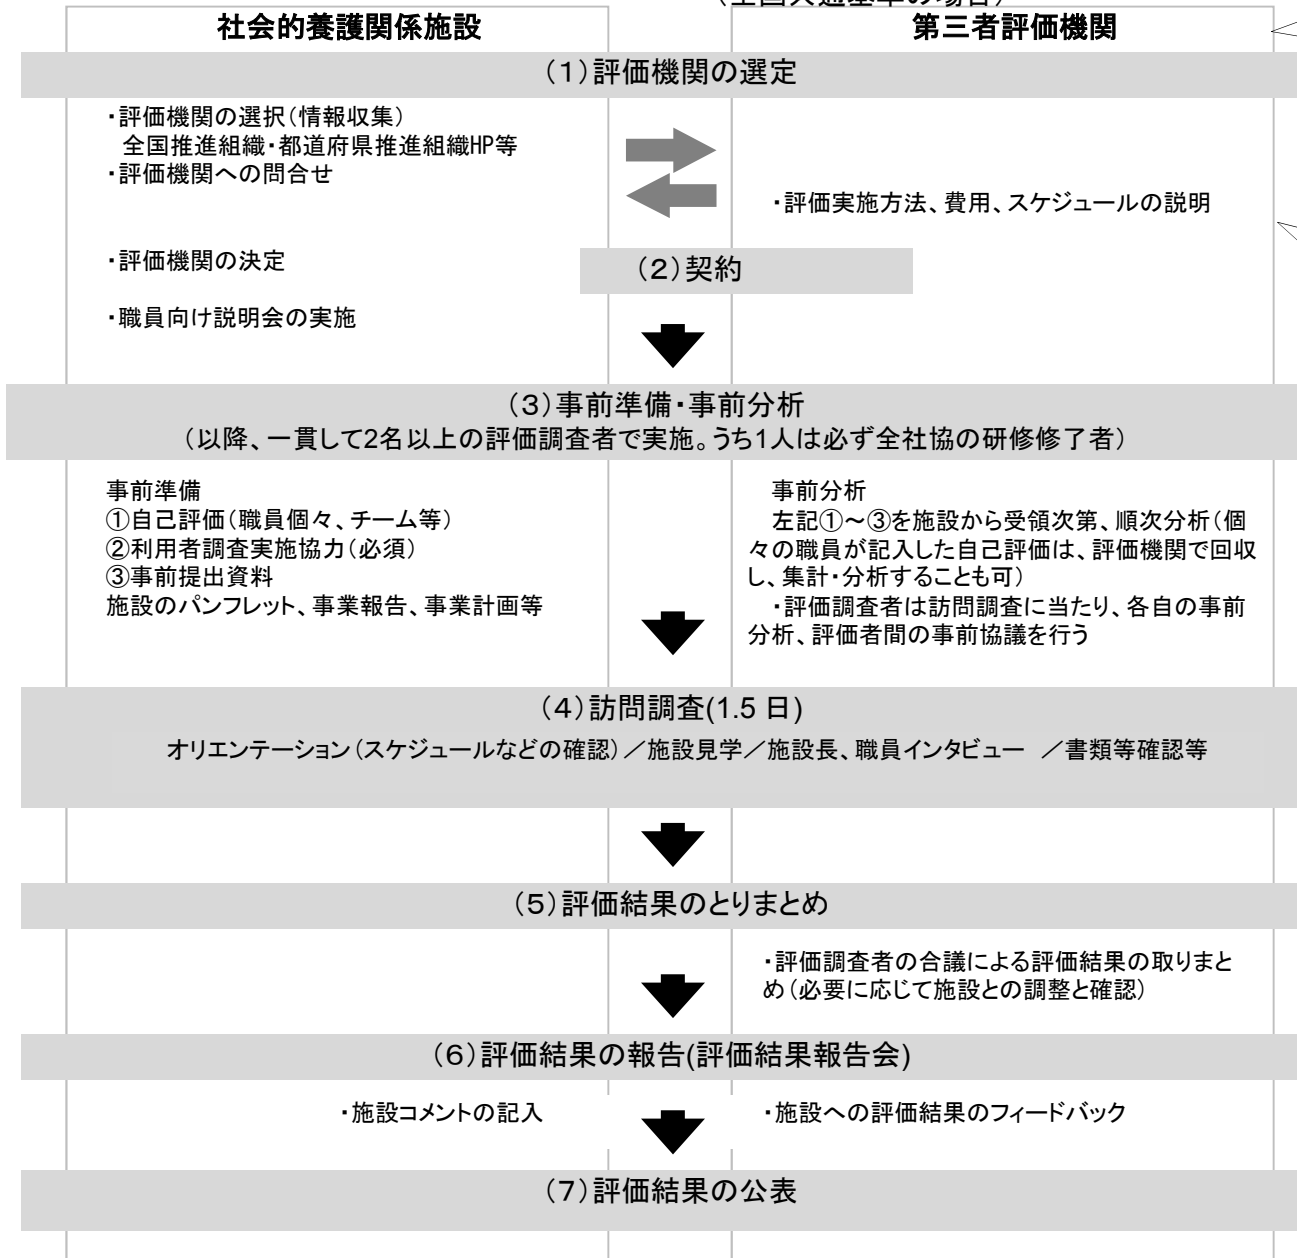 (全国共通基準の場合)
社会的養護関係施設
第三者評価機関
(1)評価機関の選定
・評価機関の選択(情報収集)
全国推進組織・都道府県推進組織HP等
・評価機関への問合せ
・評価実施方法、費用、スケジュールの説明
・評価機関の決定
(2)契約
・職員向け説明会の実施
(3)事前準備・事前分析
(以降、一貫して2名以上の評価調査者で実施。うち1人は必ず全社協の研修修了者)
事前準備
①自己評価(職員個々、チーム等)
②利用者調査実施協力(必須)
③事前提出資料
施設のパンフレット、事業報告、事業計画等
事前分析
左記①~③を施設から受領次第、順次分析(個
々の職員が記入した自己評価は、評価機関で回収
し、集計・分析することも可)
・評価調査者は訪問調査に当たり、各自の事前
分析、評価者間の事前協議を行う
(4)訪問調査(1.5 日)
オリエンテーション(スケジュールなどの確認)/施設見学/施設長、職員インタビュー /書類等確認等
(5)評価結果のとりまとめ
・評価調査者の合議による評価結果の取りまと
め(必要に応じて施設との調整と確認)
(6)評価結果の報告(評価結果報告会)
・施設コメントの記入
・施設への評価結果のフィードバック
(7)評価結果の公表